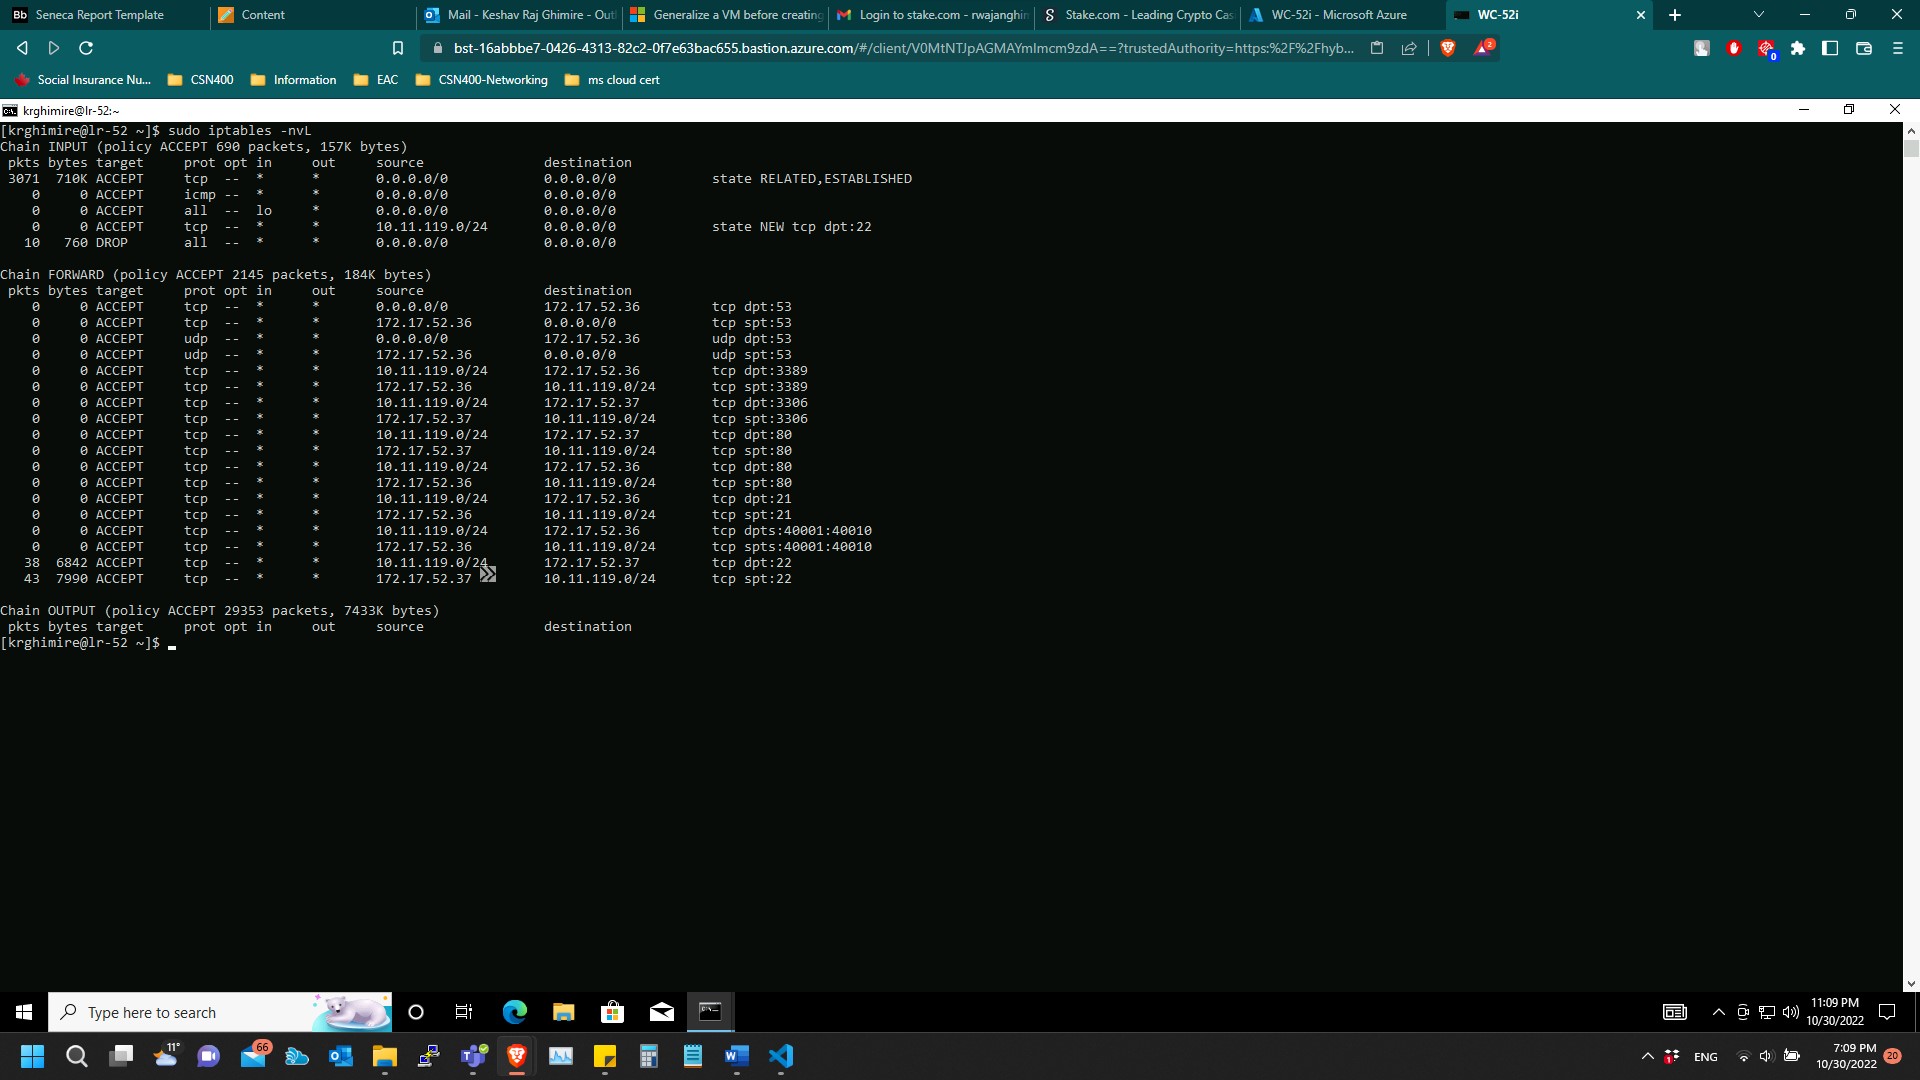 Seneca Report Template
Content
Mail - Keshav Raj Ghimire - Out
Generalize a VM before creating
Login to stake.com - rwajanghim
Stake.com - Leading Crypto Cas
WC-52i - Microsoft Azure
WC-52i
bst-16abbbe7-0426-4313-82c2-0f7e63bac655.bastion.azure.com/#/client/V0MtNTJpAGMAYmlmcm9zdA==?trustedAuthority=https:%2F%2Fhyb...
2
0
Social Insurance Nu...
CSN400
Information
EAC
CSN400-Networking
ms cloud cert
krghimire@lr-52:~
[krghimire@lr-52 ~]$ sudo iptables -nvL
Chain INPUT (policy ACCEPT 690 packets, 157K bytes)
pkts bytes target prot opt in out source destination
3071 710K ACCEPT tcp -- * * 0.0.0.0/0 0.0.0.0/0 state RELATED,ESTABLISHED
0 0 ACCEPT icmp -- * * 0.0.0.0/0 0.0.0.0/0
0 0 ACCEPT all -- lo * 0.0.0.0/0 0.0.0.0/0
0 0 ACCEPT tcp -- * * 10.11.119.0/24 0.0.0.0/0 state NEW tcp dpt:22
10 760 DROP all -- * * 0.0.0.0/0 0.0.0.0/0
Chain FORWARD (policy ACCEPT 2145 packets, 184K bytes)
pkts bytes target prot opt in out source destination
0 0 ACCEPT tcp -- * * 0.0.0.0/0 172.17.52.36 tcp dpt:53
0 0 ACCEPT tcp -- * * 172.17.52.36 0.0.0.0/0 tcp spt:53
0 0 ACCEPT udp -- * * 0.0.0.0/0 172.17.52.36 udp dpt:53
0 0 ACCEPT udp -- * * 172.17.52.36 0.0.0.0/0 udp spt:53
0 0 ACCEPT tcp -- * * 10.11.119.0/24 172.17.52.36 tcp dpt:3389
0 0 ACCEPT tcp -- * * 172.17.52.36 10.11.119.0/24 tcp spt:3389
0 0 ACCEPT tcp -- * * 10.11.119.0/24 172.17.52.37 tcp dpt:3306
0 0 ACCEPT tcp -- * * 172.17.52.37 10.11.119.0/24 tcp spt:3306
0 0 ACCEPT tcp -- * * 10.11.119.0/24 172.17.52.37 tcp dpt:80
0 0 ACCEPT tcp -- * * 172.17.52.37 10.11.119.0/24 tcp spt:80
0 0 ACCEPT tcp -- * * 10.11.119.0/24 172.17.52.36 tcp dpt:80
0 0 ACCEPT tcp -- * * 172.17.52.36 10.11.119.0/24 tcp spt:80
0 0 ACCEPT tcp -- * * 10.11.119.0/24 172.17.52.36 tcp dpt:21
0 0 ACCEPT tcp -- * * 172.17.52.36 10.11.119.0/24 tcp spt:21
0 0 ACCEPT tcp -- * * 10.11.119.0/24 172.17.52.36 tcp dpts:40001:40010
0 0 ACCEPT tcp -- * * 172.17.52.36 10.11.119.0/24 tcp spts:40001:40010
38 6842 ACCEPT tcp -- * * 10.11.119.0/24 172.17.52.37 tcp dpt:22
43 7990 ACCEPT tcp -- * * 172.17.52.37 10.11.119.0/24 tcp spt:22
Chain OUTPUT (policy ACCEPT 29353 packets, 7433K bytes)
pkts bytes target prot opt in out source destination
[krghimire@lr-52 ~]$
Type here to search
11:09 PM
10/30/2022
11°
66
ENG
7:09 PM
10/30/2022
20